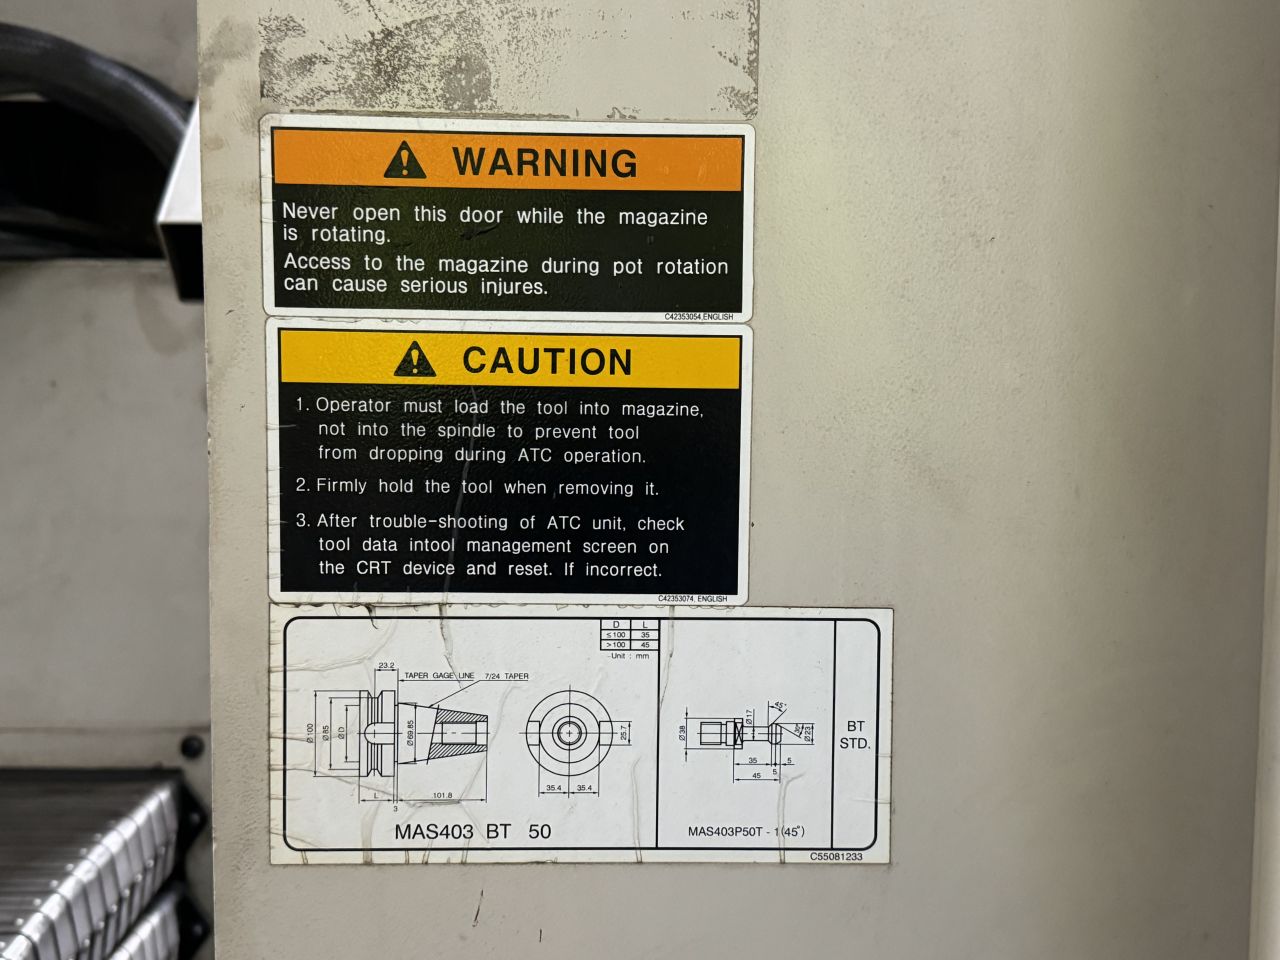 WARNING
Never open this door while the magazine
is rotating.
Access to the magazine during pot rotation
can cause serious injures.
C42353054,ENGLISH
CAUTION
1. Operator must load the tool into magazine,
not into the spindle to prevent tool
from dropping during ATC operation.
2. Firmly hold the tool when removing it.
3. After trouble-shooting of ATC unit, check
tool data intool management screen on
the CRT device and reset. If incorrect.
C42353074, ENGLISH
D L
≤100 35
>100 45
Unit : mm
23.2
TAPER GAGE LINE 7/24 TAPER
Ø100
Ø85
ØD
Ø69.85
L
3
101.8
25.7
35.4 35.4
MAS403 BT 50
Ø38
Ø17
45°
30°
Ø23
35
5
5
45
MAS403P50T - 1(45°)
BT
STD.
C55081233